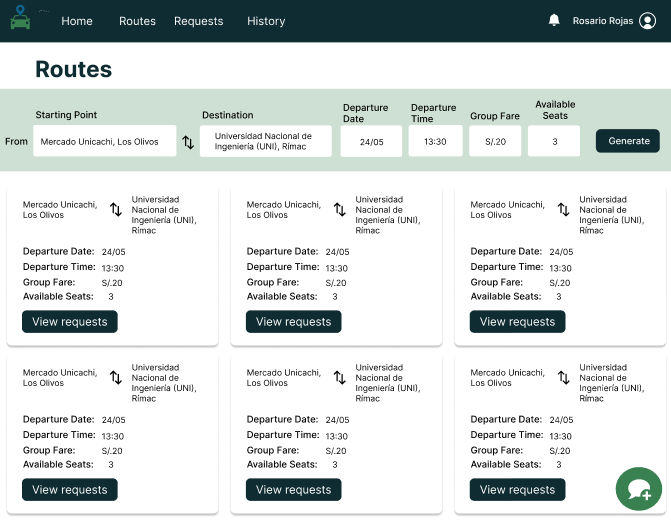 Home Routes Requests History Rosario Rojas
Routes
Starting Point Destination Departure Date Departure Time Group Fare Available Seats
From Mercado Unicachi, Los Olivos Universidad Nacional de Ingeniería (UNI), Rímac 24/05 13:30 S/.20 3 Generate
Mercado Unicachi, Los Olivos
Universidad Nacional de Ingeniería (UNI), Rímac
Departure Date: 24/05
Departure Time: 13:30
Group Fare: S/.20
Available Seats: 3
View requests
Mercado Unicachi, Los Olivos
Universidad Nacional de Ingeniería (UNI), Rímac
Departure Date: 24/05
Departure Time: 13:30
Group Fare: S/.20
Available Seats: 3
View requests
Mercado Unicachi, Los Olivos
Universidad Nacional de Ingeniería (UNI), Rímac
Departure Date: 24/05
Departure Time: 13:30
Group Fare: S/.20
Available Seats: 3
View requests
Mercado Unicachi, Los Olivos
Universidad Nacional de Ingeniería (UNI), Rímac
Departure Date: 24/05
Departure Time: 13:30
Group Fare: S/.20
Available Seats: 3
View requests
Mercado Unicachi, Los Olivos
Universidad Nacional de Ingeniería (UNI), Rímac
Departure Date: 24/05
Departure Time: 13:30
Group Fare: S/.20
Available Seats: 3
View requests
Mercado Unicachi, Los Olivos
Universidad Nacional de Ingeniería (UNI), Rímac
Departure Date: 24/05
Departure Time: 13:30
Group Fare: S/.20
Available Seats: 3
View requests